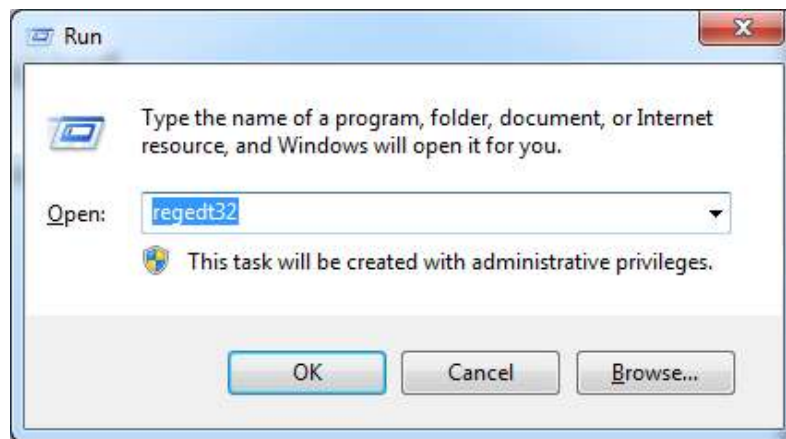 Run
Type the name of a program, folder, document, or Internet
resource, and Windows will open it for you.
Open: regedt32
This task will be created with administrative privileges.
OK Cancel Browse...